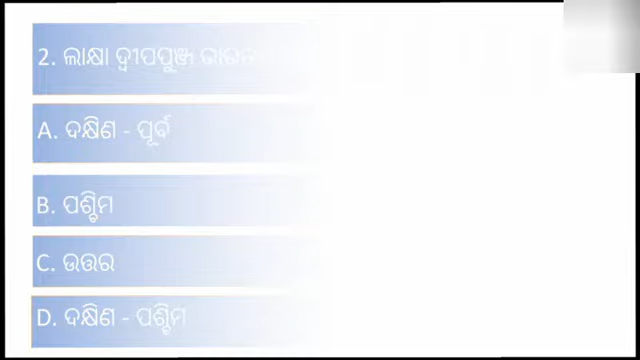 2. ଲାକ୍ଷା ଦ୍ୱୀପପୁଞ୍ଜ
A. ଦକ୍ଷିଣ - ପୂର୍ବ
B. ପଶ୍ଚିମ
C. ଉତ୍ତର
D. ଦକ୍ଷିଣ - ପଶ୍ଚିମ